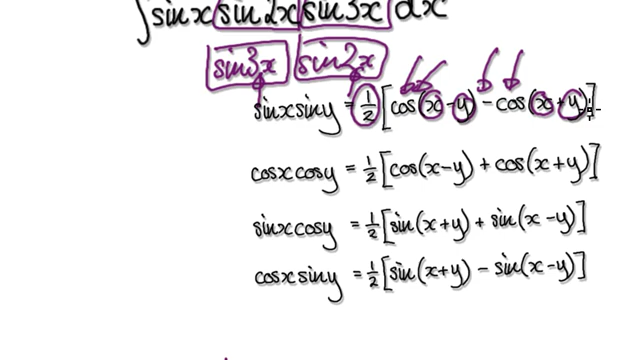 ∫ sinx sin2x sin3x dx
sin3x sin2x
sinx siny = 1/2 [cos(x-y) - cos(x+y)]
cosx cosy = 1/2 [cos(x-y) + cos(x+y)]
sinx cosy = 1/2 [sin(x+y) + sin(x-y)]
cosx siny = 1/2 [sin(x+y) - sin(x-y)]